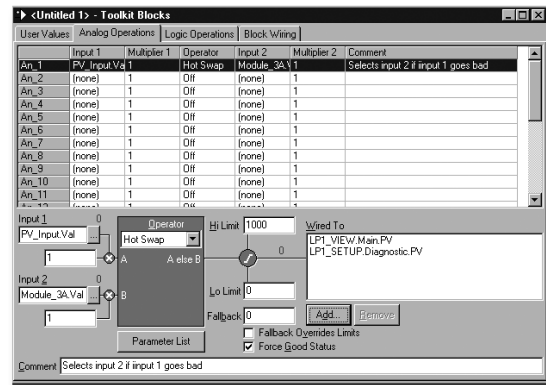 <Untitled 1> - Toolkit Blocks
User Values Analog Operations Logic Operations Block Wiring
Input 1 Multiplier 1 Operator Input 2 Multiplier 2 Comment
An_1 PV_Input.Va 1 Hot Swap Module_3A.V 1 Selects input 2 if iinput 1 goes bad
An_2 (none) 1 Off (none) 1
An_3 (none) 1 Off (none) 1
An_4 (none) 1 Off (none) 1
An_5 (none) 1 Off (none) 1
An_6 (none) 1 Off (none) 1
An_7 (none) 1 Off (none) 1
An_8 (none) 1 Off (none) 1
An_9 (none) 1 Off (none) 1
An_10 (none) 1 Off (none) 1
An_11 (none) 1 Off (none) 1
Input 1 0 Operator Hi Limit 1000 Wired To
PV_Input.Val ... Hot Swap LP1_VIEW.Main.PV
1 A A else B 0 LP1_SETUP.Diagnostic.PV
Input 2 0
Module_3A.Val ... B Lo Limit 0
1 Fallback 0 Add... Remove
Parameter List Fallback Overrides Limits
Force Good Status
Comment Selects input 2 if iinput 1 goes bad